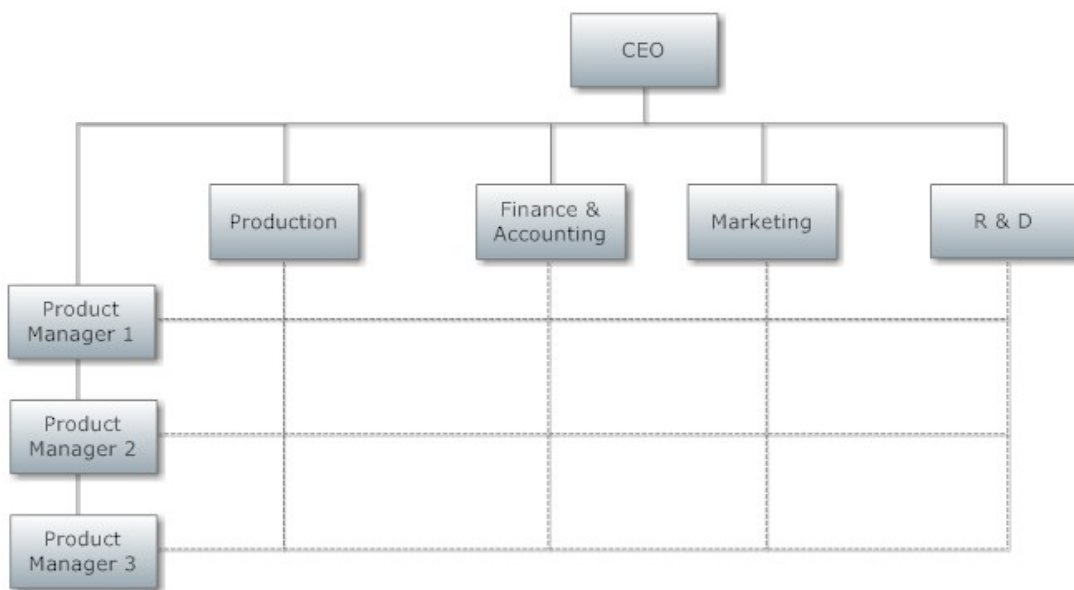 CEO
Production
Finance &
Accounting
Marketing
R & D
Product
Manager 1
Product
Manager 2
Product
Manager 3